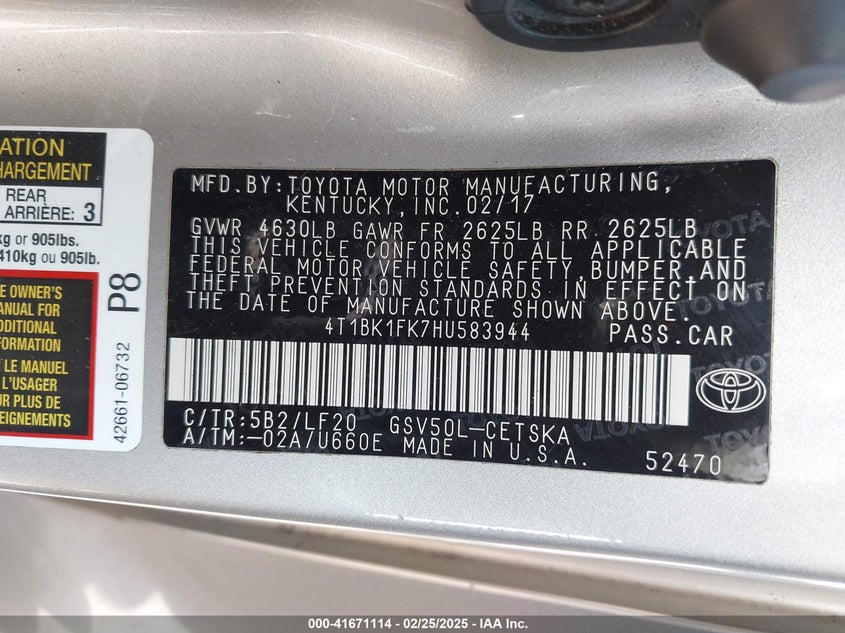 ATION
HARGEMENT
REAR
ARRIÈRE: 3
kg or 905lbs.
410kg ou 905lb.
E OWNER'S
ANUAL FOR
DDITIONAL
FORMATION
LE MANUEL
L'USAGER
UR PLUS DE
EIGNEMENTS
P8
42661-06732
MFD.BY:TOYOTA MOTOR MANUFACTURING,
KENTUCKY,INC.02/17
GVWR 4630LB GAWR FR 2625LB RR 2625LB
THIS VEHICLE CONFORMS TO ALL APPLICABLE
FEDERAL MOTOR VEHICLE SAFETY,BUMPER,AND
THEFT PREVENTION STANDARDS IN EFFECT ON
THE DATE OF MANUFACTURE SHOWN ABOVE.
4T1BK1FK7HU583944 PASS.CAR
C/TR:5B2/LF20 GSV50L-CETSKA
A/TM:-02A/U660E MADE IN U.S.A.
52470
TOYOTA
000-41671114 - 02/25/2025 - IAA Inc.